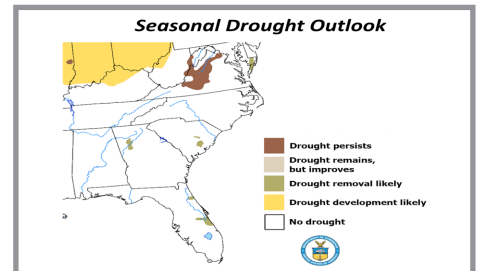 Seasonal Drought Outlook
Drought persists
Drought remains,
but improves
Drought removal likely
Drought development likely
No drought